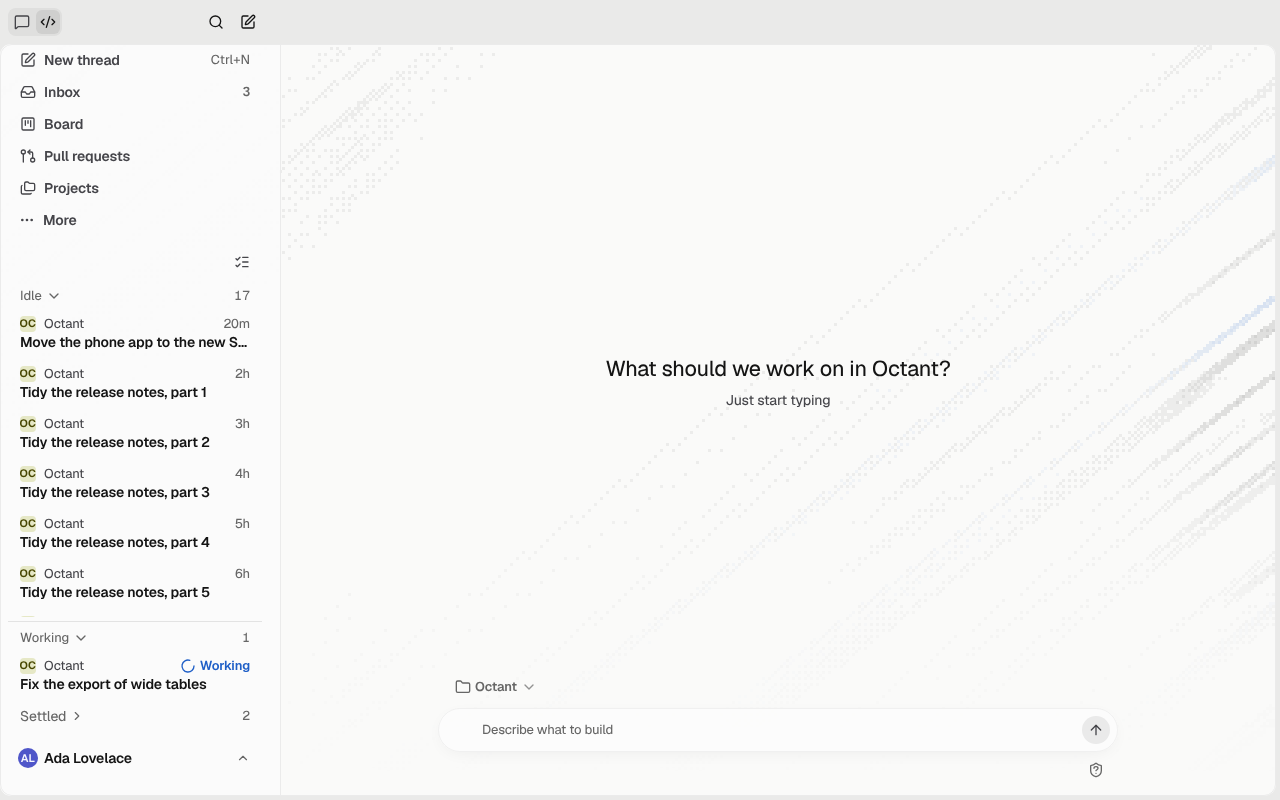 New thread Ctrl+N
Inbox 3
Board
Pull requests
Projects
More
Idle 17
OC Octant 20m
Move the phone app to the new S...
OC Octant 2h
Tidy the release notes, part 1
OC Octant 3h
Tidy the release notes, part 2
OC Octant 4h
Tidy the release notes, part 3
OC Octant 5h
Tidy the release notes, part 4
OC Octant 6h
Tidy the release notes, part 5
Working 1
OC Octant Working
Fix the export of wide tables
Settled 2
AL Ada Lovelace
What should we work on in Octant?
Just start typing
Octant
Describe what to build